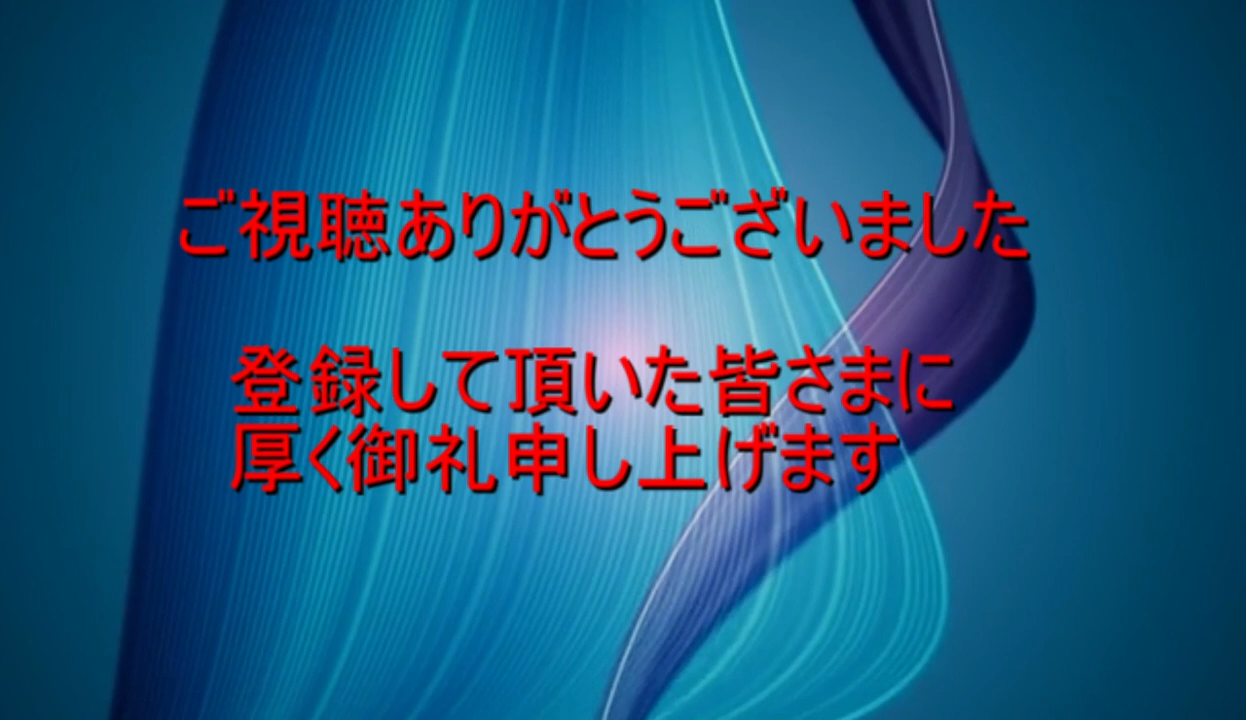 ご視聴ありがとうございました
登録して頂いた皆さまに
厚く御礼申し上げます